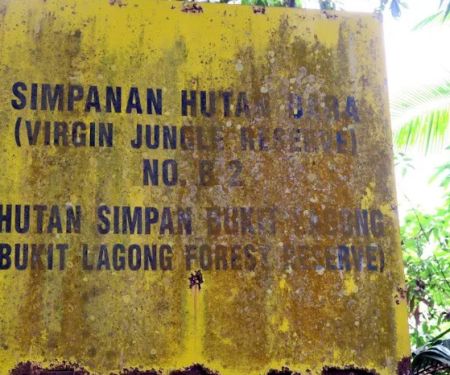 SIMPANAN HUTAN DARA
(VIRGIN JUNGLE RESERVE)
NO. B 2
HUTAN SIMPAN BUKIT LAGONG
BUKIT LAGONG FOREST RESERVE)